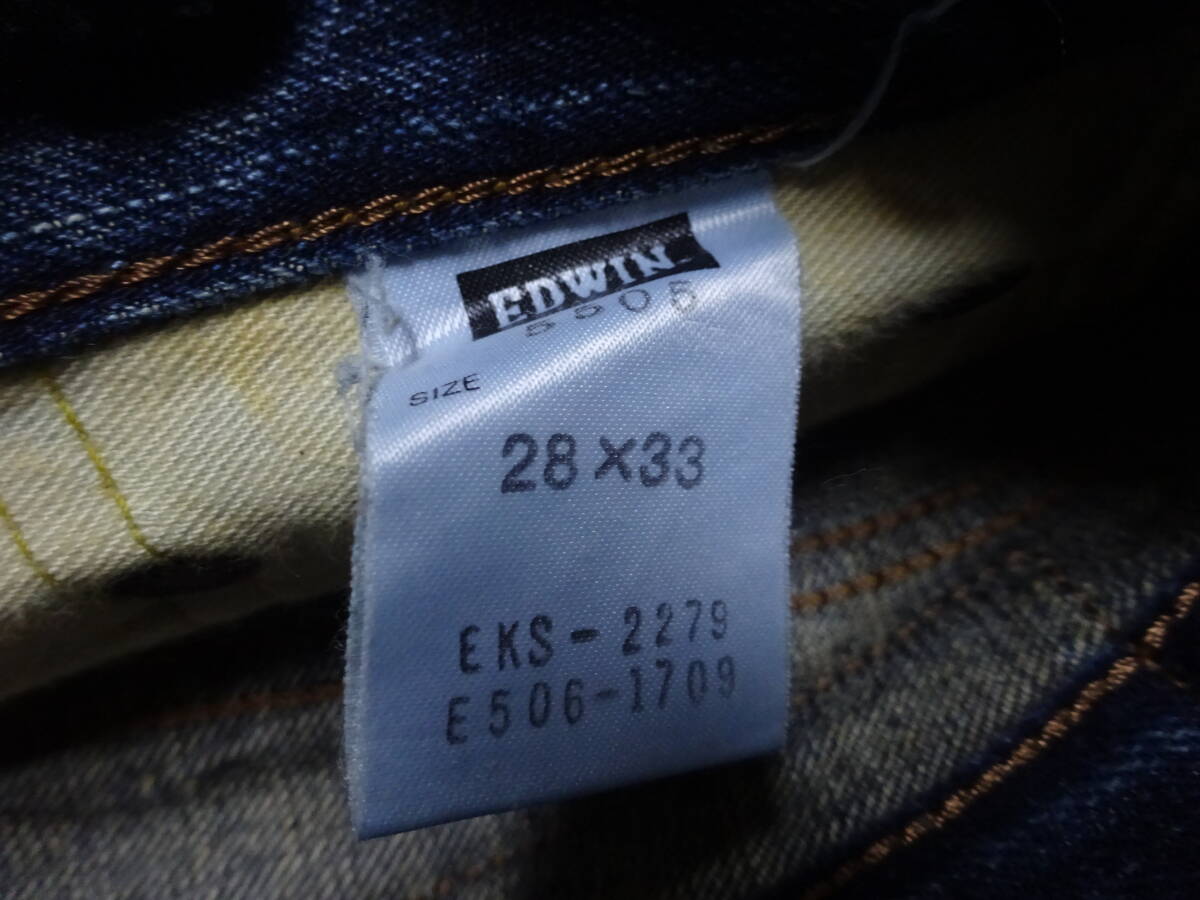 EDWIN
5505
SIZE
28×33
EKS-2279
E506-1709